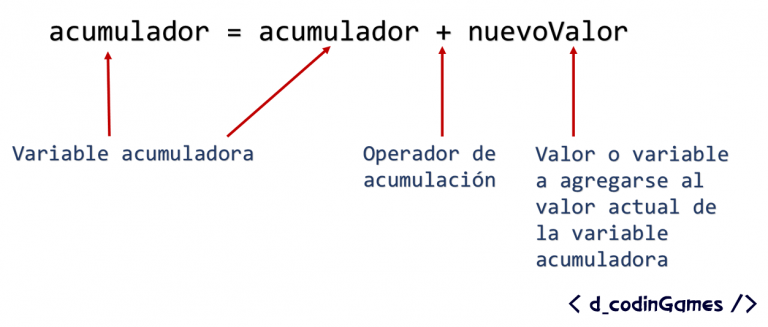 acumulador = acumulador + nuevoValor
Variable acumuladora
Operador de
acumulación
Valor o variable
a agregarse al
valor actual de
la variable
acumuladora
< d_codinGames />